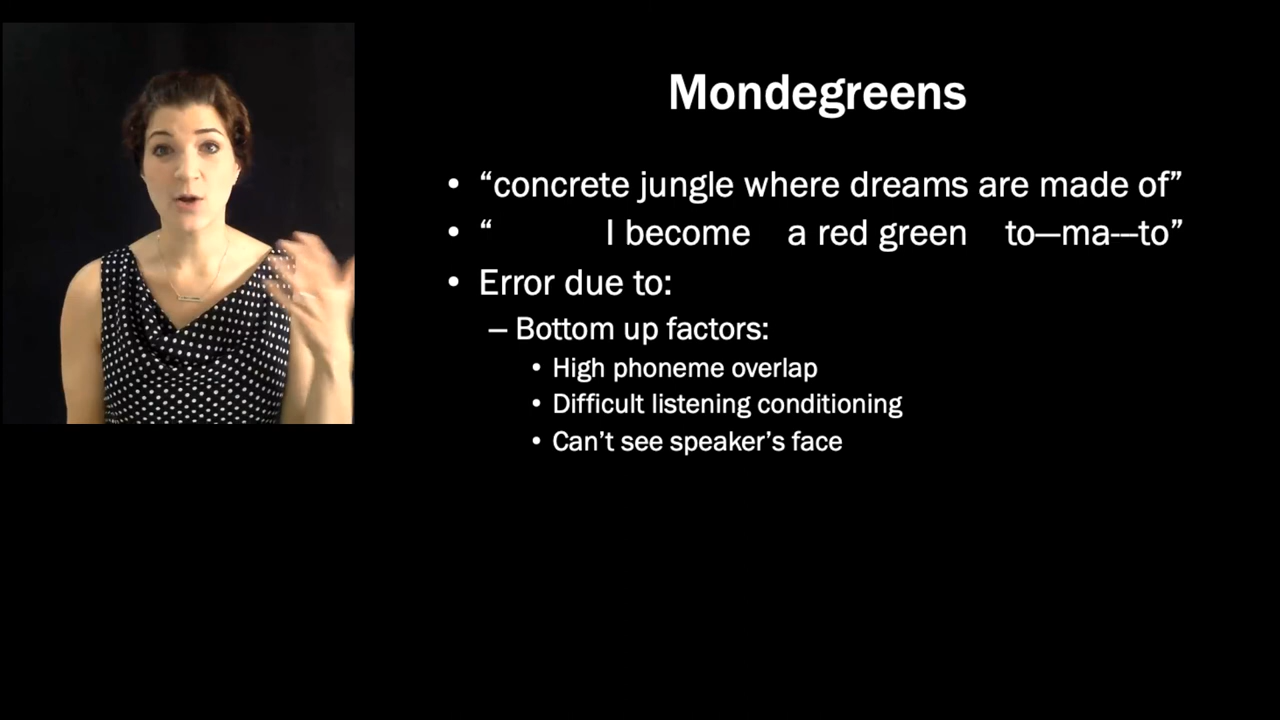 Mondegreens
• “concrete jungle where dreams are made of”
• “ I become a red green to—ma---to”
• Error due to:
– Bottom up factors:
• High phoneme overlap
• Difficult listening conditioning
• Can’t see speaker’s face